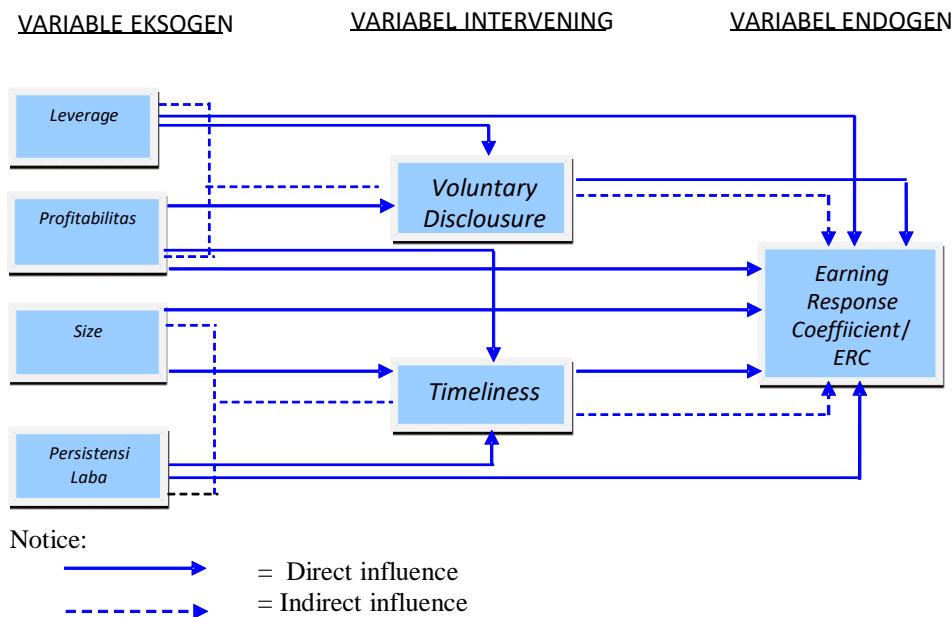 VARIABLE EKSOGEN
VARIABEL INTERVENING
VARIABEL ENDOGEN
Leverage
Profitabilitas
Size
Persistensi
Laba
Voluntary
Disclousure
Timeliness
Earning
Response
Coeffiicient/
ERC
Notice:
= Direct influence
= Indirect influence